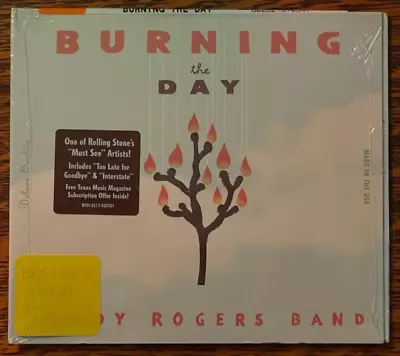 BURNING THE DAY
BURNING
the
DAY
One of Rolling Stone's
"Must See" Artists!
Includes "Too Late for
Goodbye" & "Interstate"
Free Texas Music Magazine
Subscription Offer Inside!
MADE IN THE USA
DY ROGERS BAND